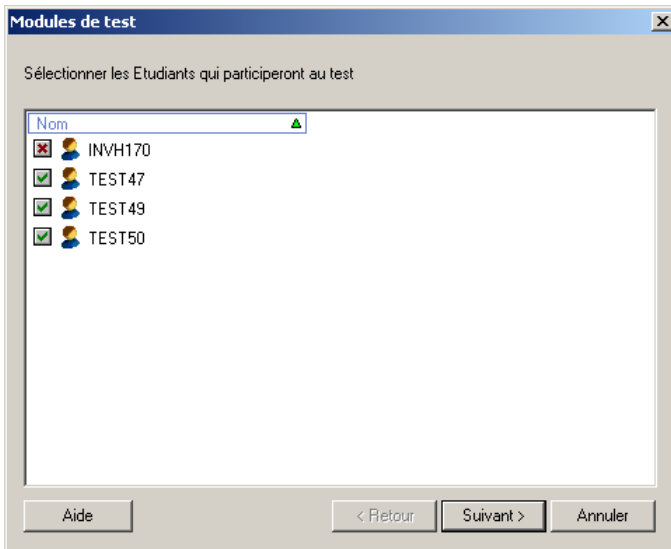 Modules de test
Sélectionner les Etudiants qui participeront au test
Nom
INVH170
TEST47
TEST49
TEST50
Aide < Retour Suivant > Annuler